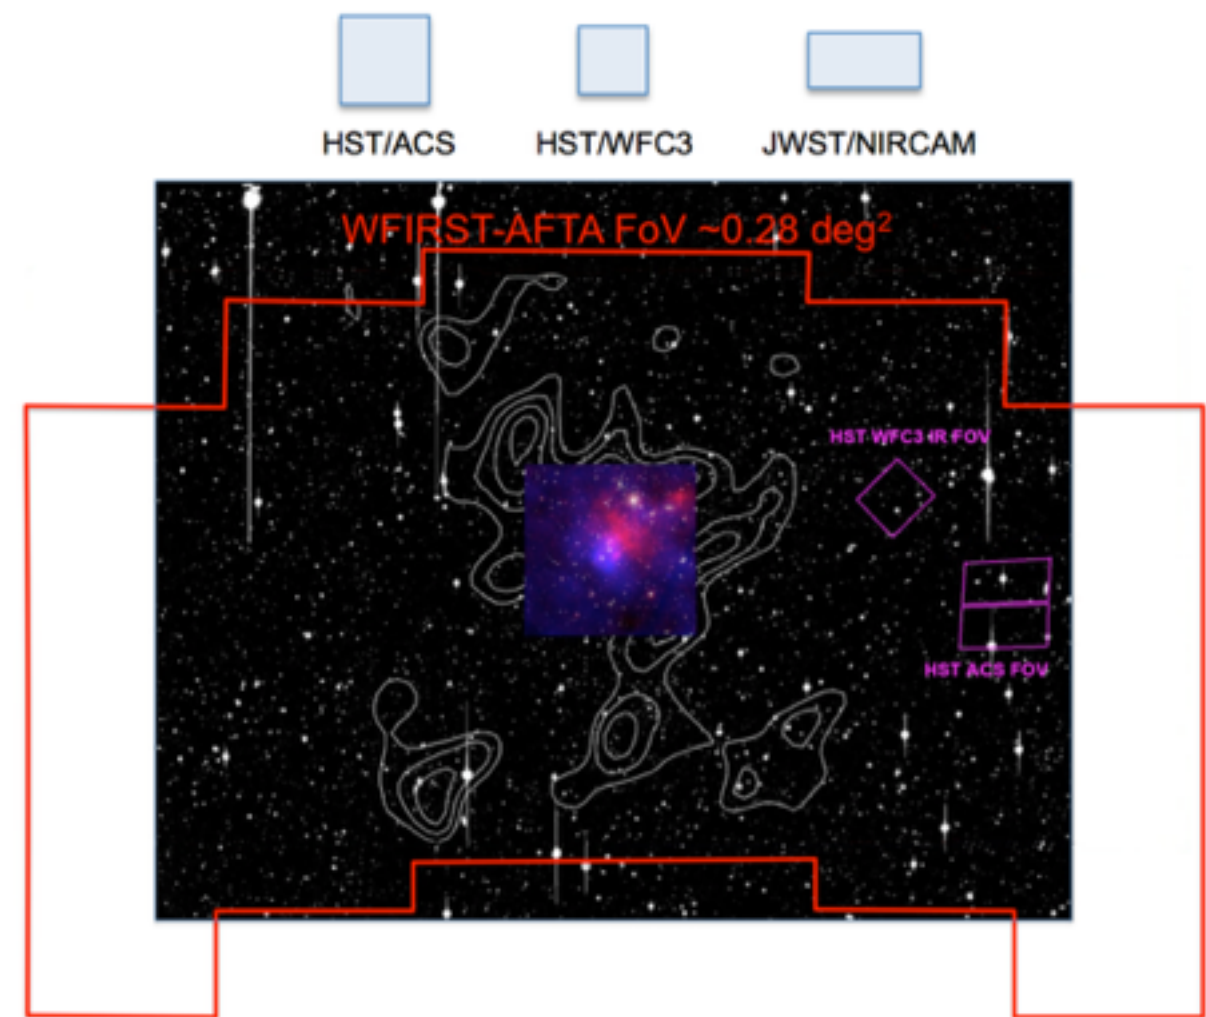 HST/ACS
HST/WFC3
JWST/NIRCAM
WFIRST-AFTA FoV ~0.28 deg²
HST WFC3 IR FOV
HST ACS FOV